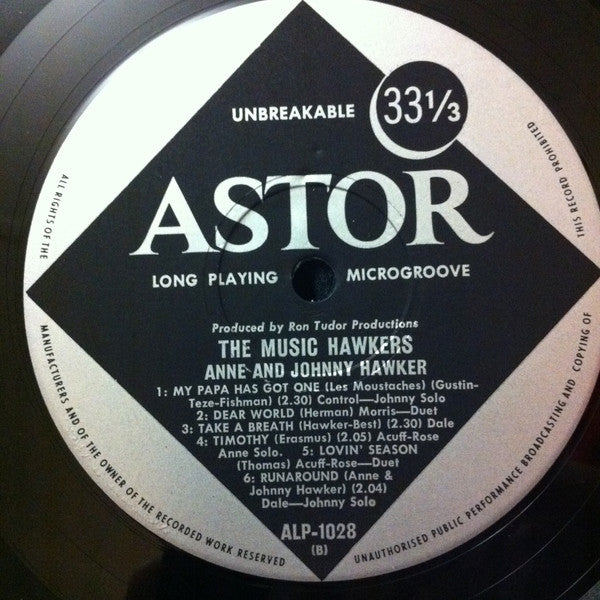 UNBREAKABLE
33⅓
ASTOR
LONG PLAYING MICROGROOVE
Produced by Ron Tudor Productions
THE MUSIC HAWKERS
ANNE AND JOHNNY HAWKER
1: MY PAPA HAS GOT ONE (Les Moustaches) (Gustin-
Teze-Fishman) (2.30) Control—Johnny Solo
2: DEAR WORLD (Herman) Morris—Duet
3: TAKE A BREATH (Hawker-Best) (2.30) Dale
4: TIMOTHY (Erasmus) (2.05) Acuff-Rose
Anne Solo. 5: LOVIN' SEASON
(Thomas) Acuff-Rose—Duet
6: RUNAROUND (Anne &
Johnny Hawker) (2.04)
Dale—Johnny Solo
ALP-1028
(B)
ALL RIGHTS OF THE
MANUFACTURERS AND OF THE OWNER OF THE RECORDED WORK RESERVED
UNAUTHORISED PUBLIC PERFORMANCE BROADCASTING AND COPYING OF
THIS RECORD PROHIBITED